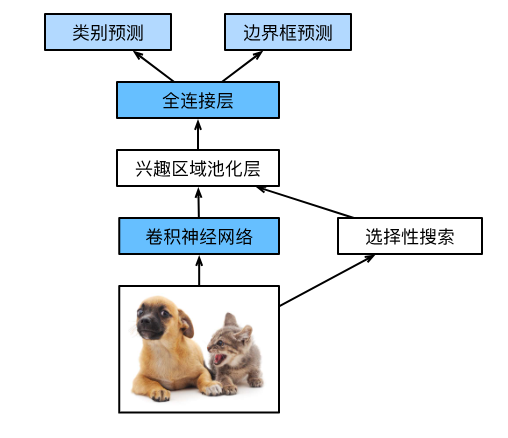 类别预测
边界框预测
全连接层
兴趣区域池化层
卷积神经网络
选择性搜索